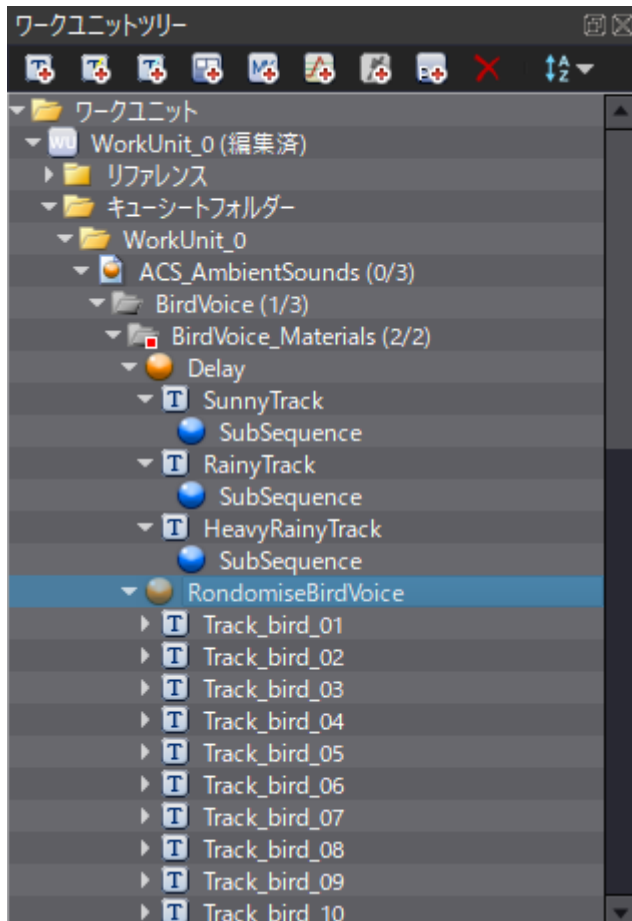 ワークユニットツリー
ワークユニット
WU WorkUnit_0 (編集済)
リファレンス
キューシートフォルダー
WorkUnit_0
ACS_AmbientSounds (0/3)
BirdVoice (1/3)
BirdVoice_Materials (2/2)
Delay
T SunnyTrack
SubSequence
T RainyTrack
SubSequence
T HeavyRainyTrack
SubSequence
RondomiseBirdVoice
T Track_bird_01
T Track_bird_02
T Track_bird_03
T Track_bird_04
T Track_bird_05
T Track_bird_06
T Track_bird_07
T Track_bird_08
T Track_bird_09
T Track_bird_10